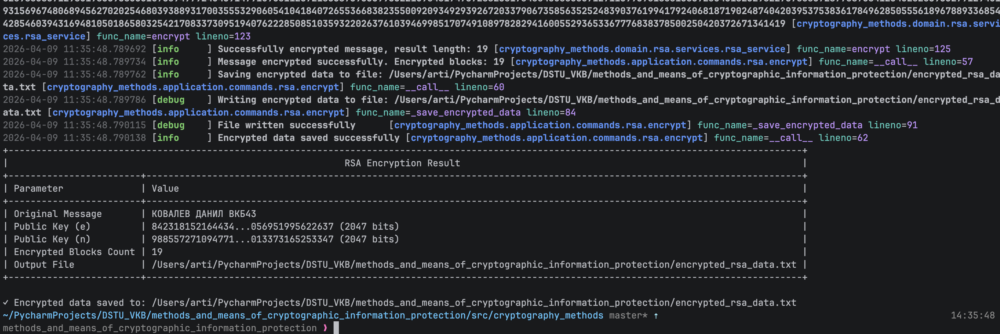 9315696748068945627020254680393889317003555329060541041840726553668382355009209349293926720337906735856352524839037619941792406818719024874042039537538361784962850555618967889336854
42854603943169481050186580325421708337309519407622285085103593220263761039469985170749108978282941600552936533677768383785002504203726713414​19 [cryptography_methods.domain.rsa.servi
ces.rsa_service] func_name=encrypt lineno=123
2026-04-09 11:35:48.789692 [info     ] Successfully encrypted message, result length: 19 [cryptography_methods.domain.rsa.services.rsa_service] func_name=encrypt lineno=125
2026-04-09 11:35:48.789734 [info     ] Message encrypted successfully. Encrypted blocks: 19 [cryptography_methods.application.commands.rsa.encrypt] func_name=__call__ lineno=57
2026-04-09 11:35:48.789762 [info     ] Saving encrypted data to file: /Users/arti/PycharmProjects/DSTU_VKB/methods_and_means_of_cryptographic_information_protection/encrypted_rsa_da
ta.txt [cryptography_methods.application.commands.rsa.encrypt] func_name=__call__ lineno=60
2026-04-09 11:35:48.789786 [debug    ] Writing encrypted data to file: /Users/arti/PycharmProjects/DSTU_VKB/methods_and_means_of_cryptographic_information_protection/encrypted_rsa_d
ata.txt [cryptography_methods.application.commands.rsa.encrypt] func_name=_save_encrypted_data lineno=84
2026-04-09 11:35:48.790115 [debug    ] File written successfully      [cryptography_methods.application.commands.rsa.encrypt] func_name=_save_encrypted_data lineno=91
2026-04-09 11:35:48.790138 [info     ] Encrypted data saved successfully [cryptography_methods.application.commands.rsa.encrypt] func_name=__call__ lineno=62
RSA Encryption Result
| Parameter | Value |
| Original Message | КОВАЛЕВ ДАНИЛ ВКБ43 |
| Public Key (e) | 842318152164434...056951995622637 (2047 bits) |
| Public Key (n) | 988557271094771...013373165253347 (2047 bits) |
| Encrypted Blocks Count | 19 |
| Output File | /Users/arti/PycharmProjects/DSTU_VKB/methods_and_means_of_cryptographic_information_protection/encrypted_rsa_data.txt |
✓ Encrypted data saved to: /Users/arti/PycharmProjects/DSTU_VKB/methods_and_means_of_cryptographic_information_protection/encrypted_rsa_data.txt
~/PycharmProjects/DSTU_VKB/methods_and_means_of_cryptographic_information_protection/src/cryptography_methods master* ⇡ 14:35:48
methods_and_means_of_cryptographic_information_protection ❯